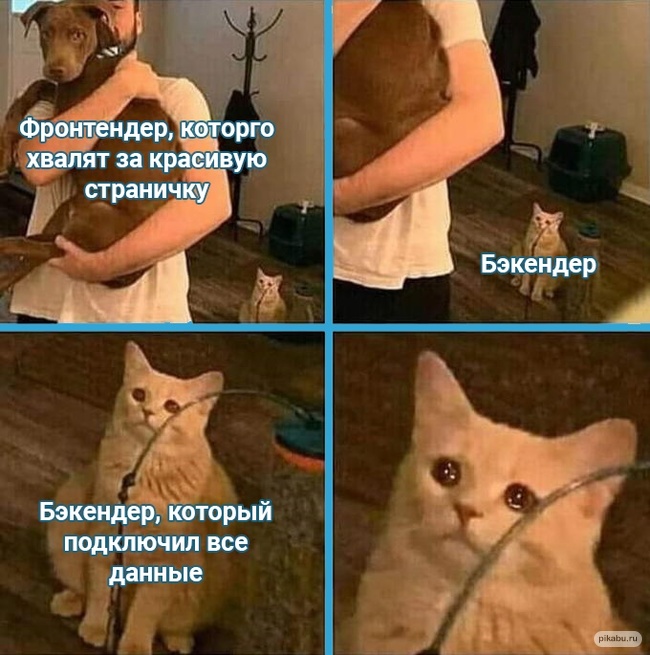 Фронтендер, которго
хвалят за красивую
страничку
Бэкендер
Бэкендер, который
подключил все
данные
pikabu.ru